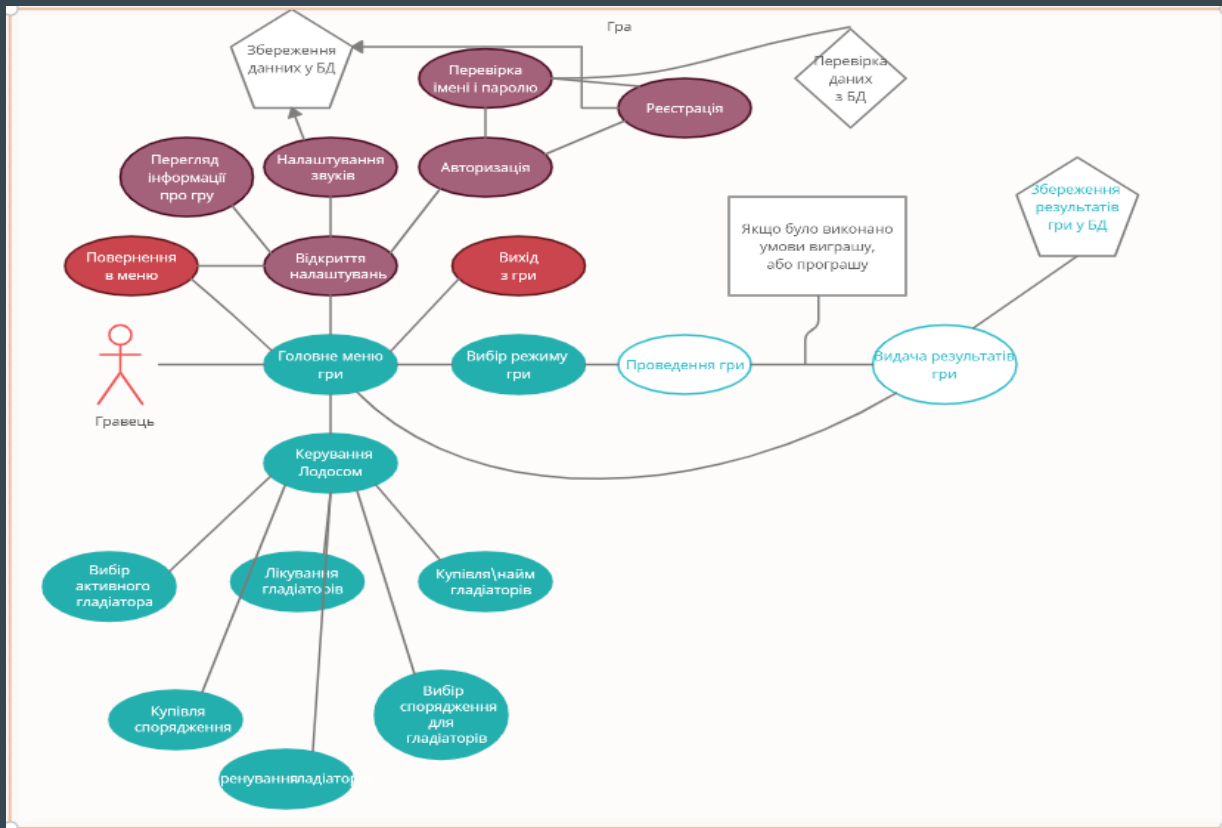 Гра
Збереження
данних у БД
Перевірка
імені і паролю
Перевірка
даних
з БД
Реєстрація
Перегляд
інформації
про гру
Налаштування
звуків
Авторизація
Збереження
результатів
гри у БД
Якщо було виконано
умови виграшу,
або програшу
Повернення
в меню
Відкриття
налаштувань
Вихід
з гри
Головне меню
гри
Вибір режиму
гри
Проведення гри
Видача результатів
гри
Гравець
Керування
Лодосом
Вибір
активного
гладіатора
Лікування
гладіаторів
Купівля\найм
гладіаторів
Купівля
спорядження
Вибір
спорядження
для
гладіаторів